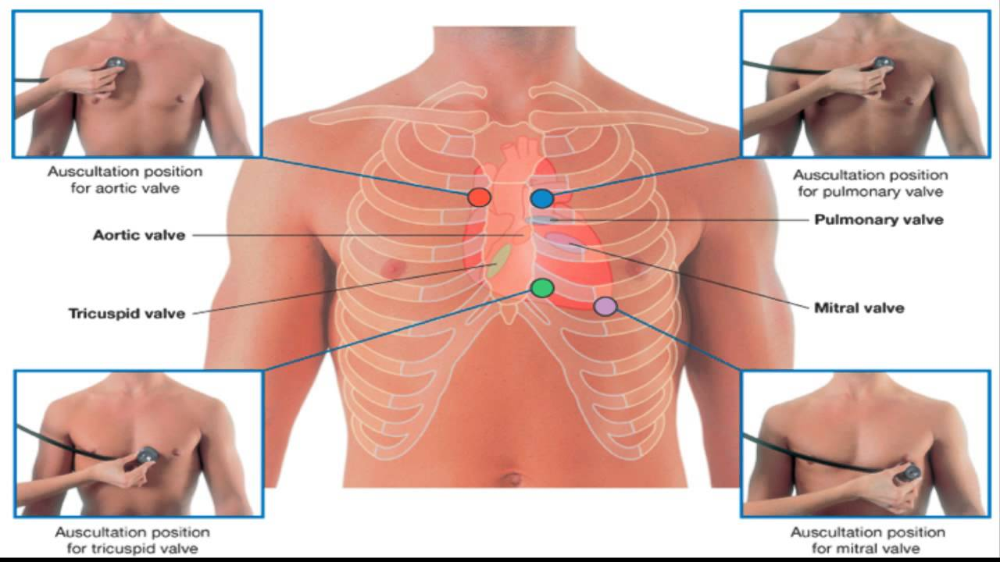 Auscultation position
for aortic valve
Auscultation position
for pulmonary valve
Aortic valve
Pulmonary valve
Tricuspid valve
Mitral valve
Auscultation position
for tricuspid valve
Auscultation position
for mitral valve